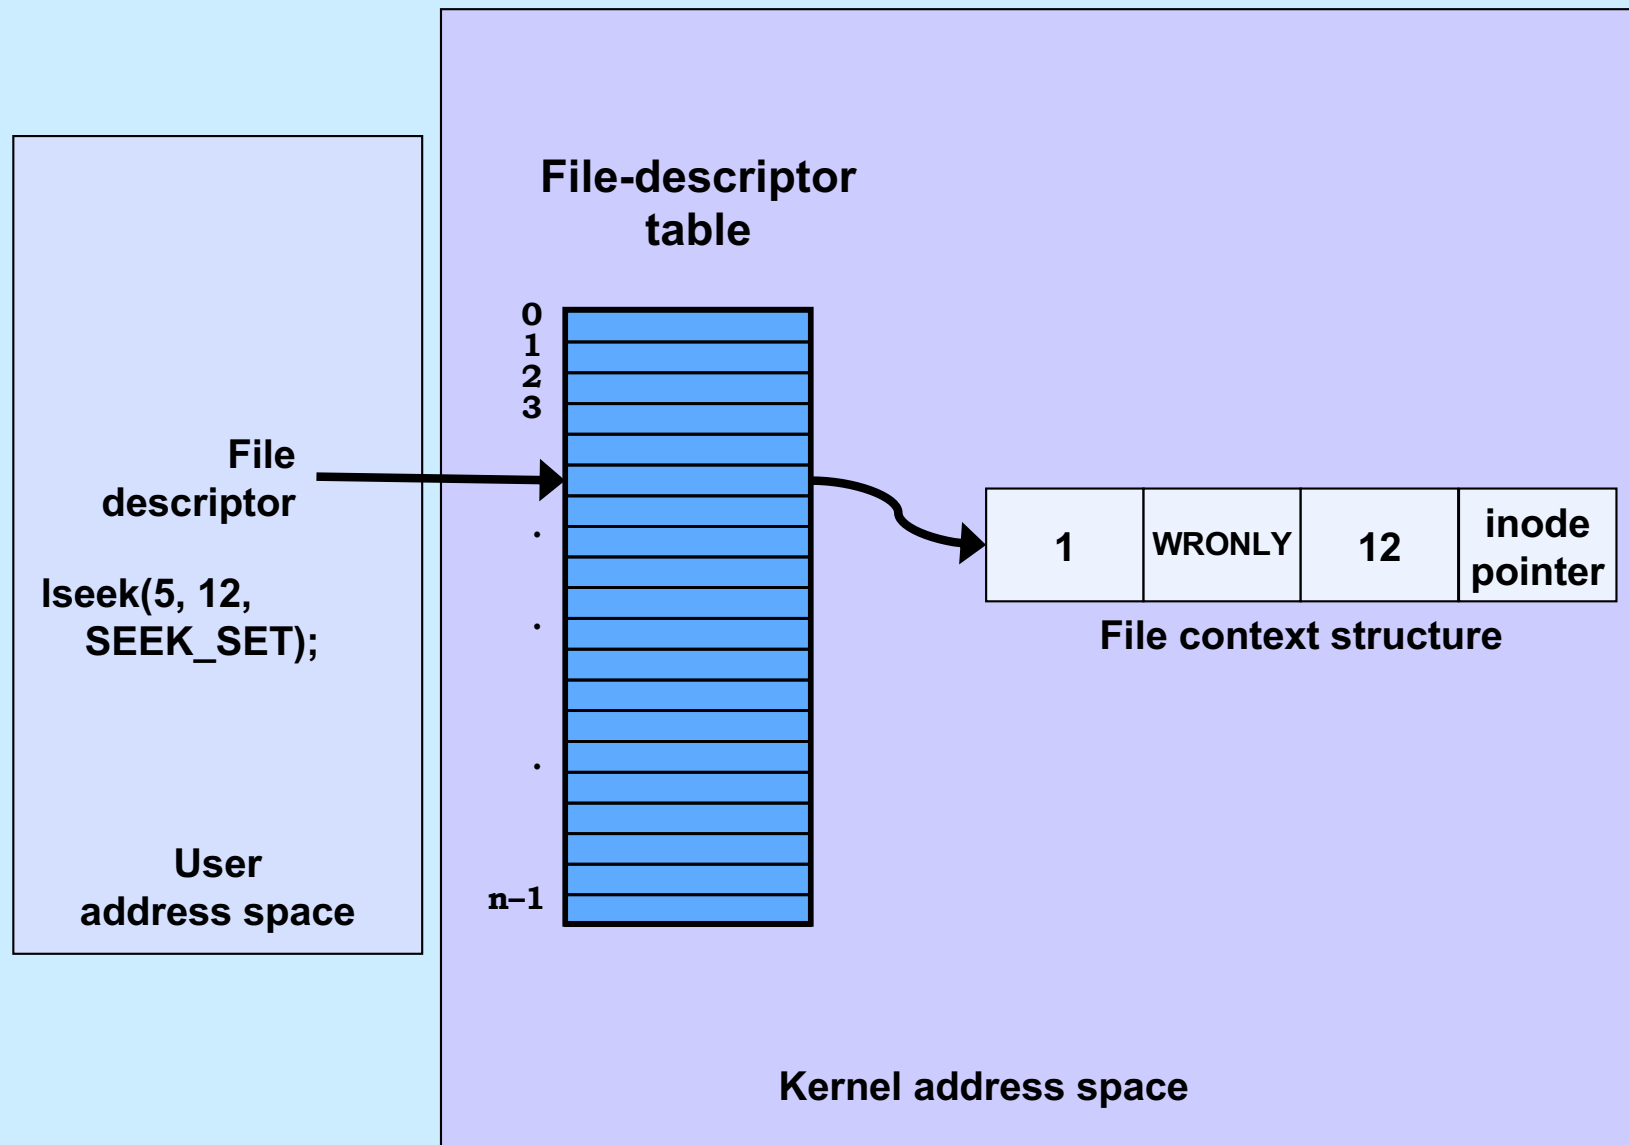 File-descriptor
table
0
1
2
3
.
.
.
n–1
File
descriptor
lseek(5, 12,
SEEK_SET);
User
address space
1
WRONLY
12
inode
pointer
File context structure
Kernel address space